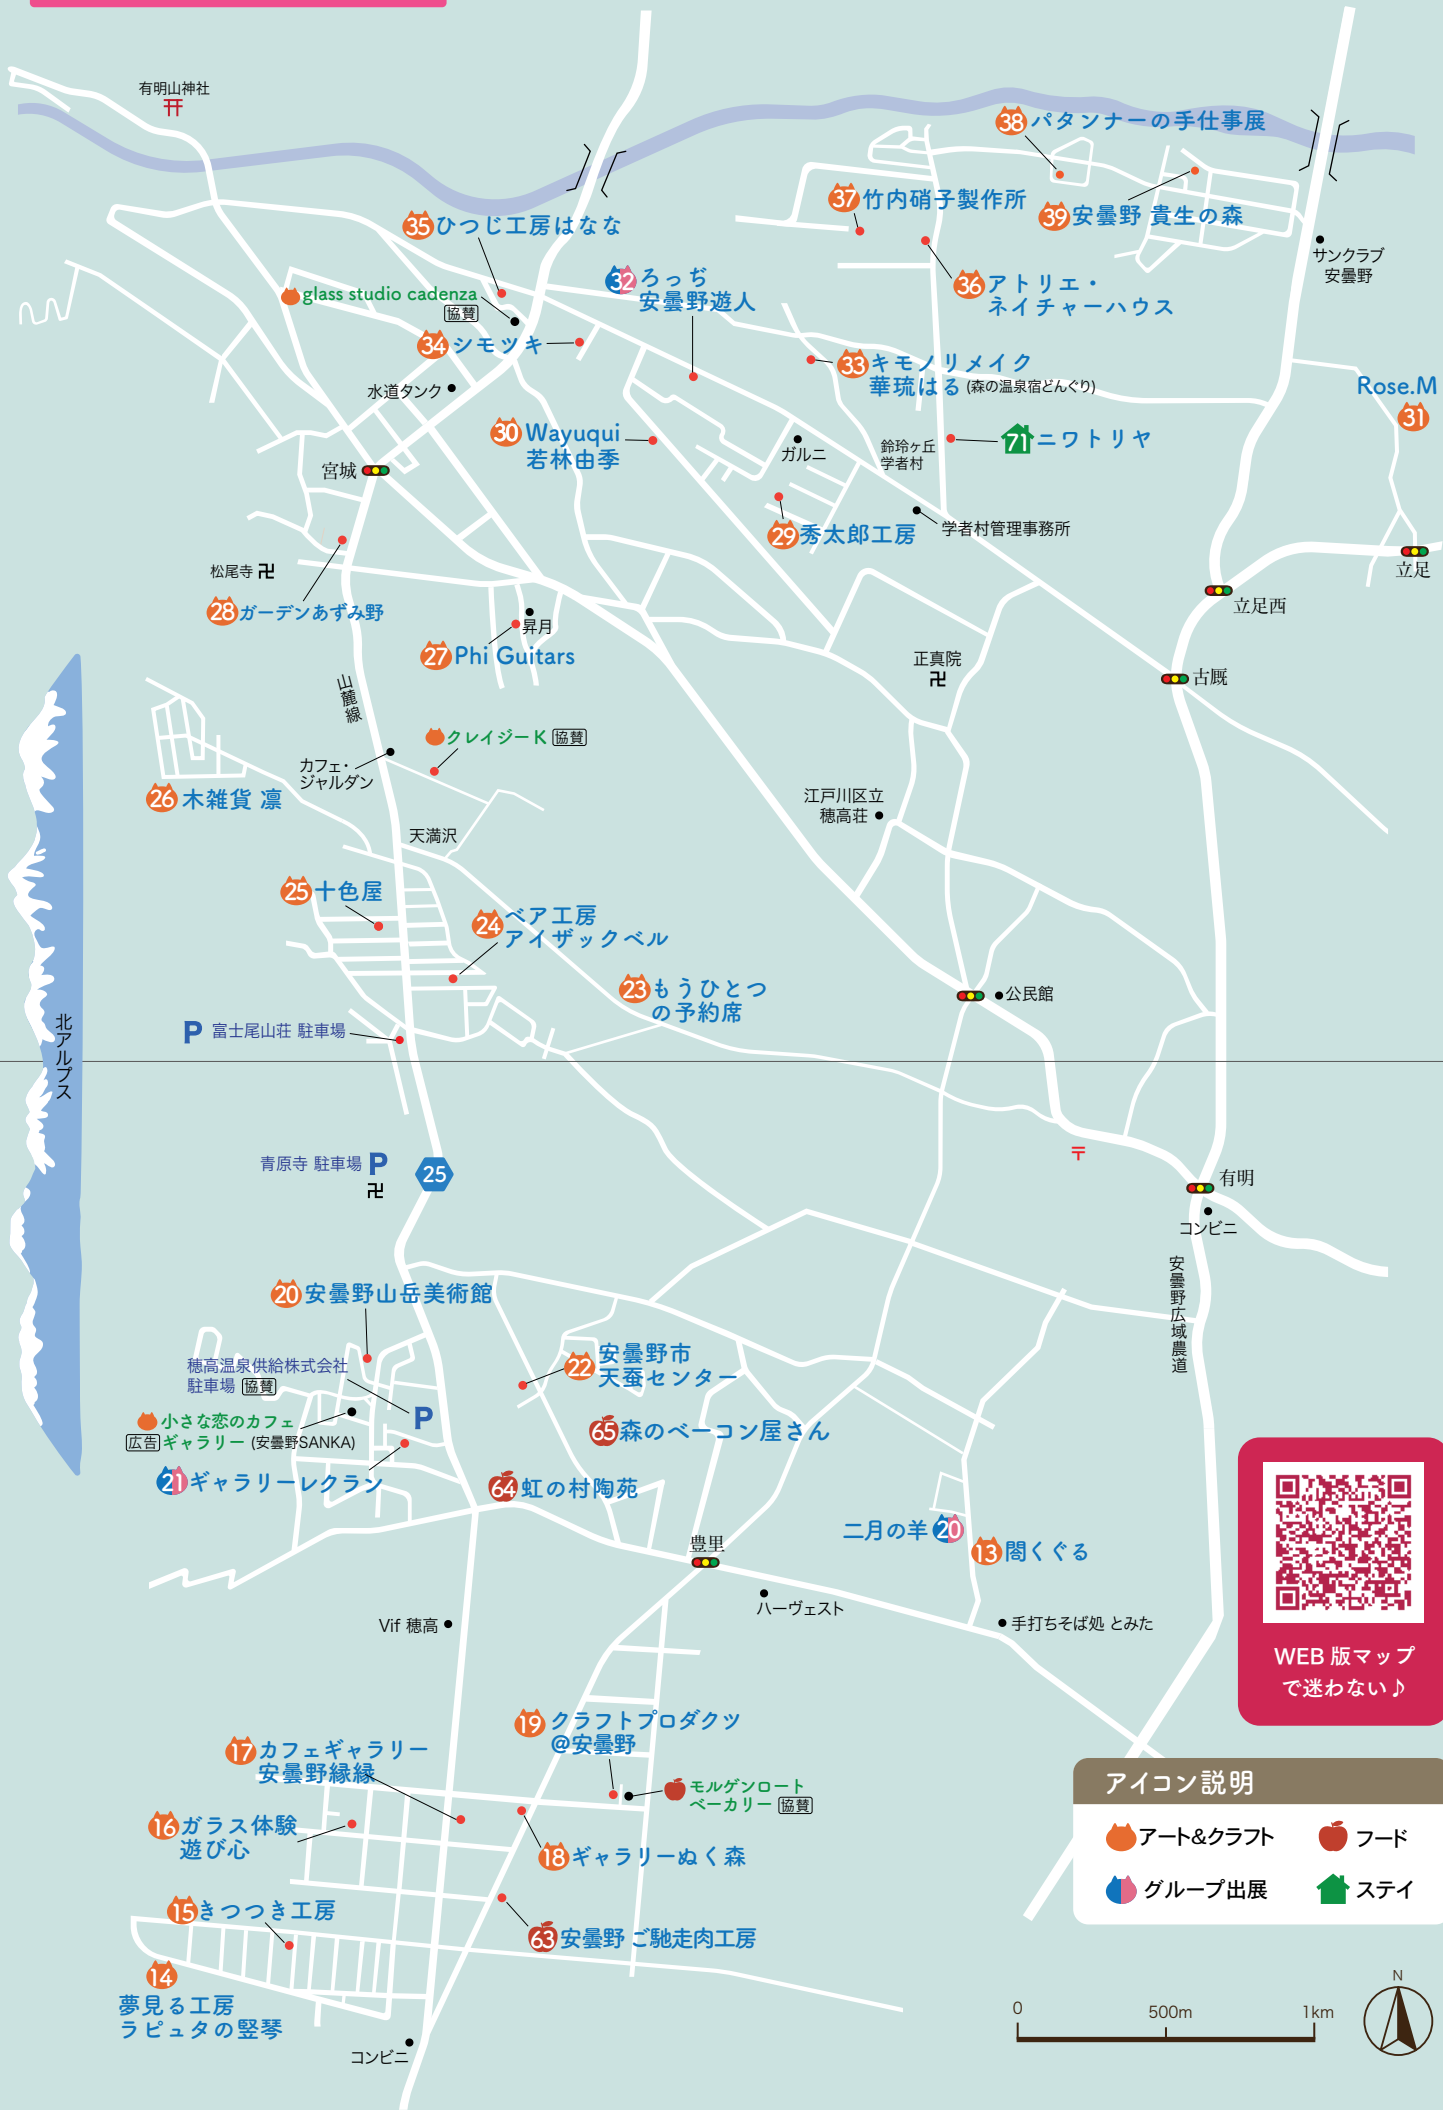 有明山神社
38 パタンナーの手仕事展
37 竹内硝子製作所
39 安曇野 貴生の森
35 ひつじ工房はなな
サンクラブ
安曇野
32 ろっぢ
安曇野遊人
36 アトリエ・
ネイチャーハウス
glass studio cadenza
協賛
34 シモツキ
33 キモノリメイク
華琉はる (森の温泉宿どんぐり)
水道タンク
Rose.M
31
30 Wayuqui
若林由季
71 ニワトリヤ
ガルニ
鈴玲ヶ丘
学者村
宮城
29 秀太郎工房
学者村管理事務所
立足
松尾寺
立足西
28 ガーデンあずみ野
昇月
27 Phi Guitars
正真院
古厩
山麓線
クレイジーK 協賛
カフェ・
ジャルダン
26 木雑貨 凛
江戸川区立
穂高荘
天満沢
25 十色屋
24 ベア工房
アイザックベル
23 もうひとつ
の予約席
公民館
北アルプス
P 富士尾山荘 駐車場
青原寺 駐車場 P
25
〒
有明
コンビニ
安曇野広域農道
20 安曇野山岳美術館
22 安曇野市
天蚕センター
穂高温泉供給株式会社
駐車場 協賛
P
小さな恋のカフェ
広告 ギャラリー (安曇野SANKA)
65 森のベーコン屋さん
21 ギャラリーレクラン
64 虹の村陶苑
二月の羊 20
13 閤くぐる
豊里
ハーヴェスト
Vif 穂高
手打ちそば処 とみた
WEB 版マップ
で迷わない♪
19 クラフトプロダクツ
@安曇野
17 カフェギャラリー
安曇野縁縁
モルゲンロート
ベーカリー 協賛
16 ガラス体験
遊び心
18 ギャラリーぬく森
15 きつつき工房
63 安曇野 ご馳走肉工房
14
夢見る工房
ラピュタの竪琴
コンビニ
アイコン説明
アート&クラフト
フード
グループ出展
ステイ
N
0 500m 1km